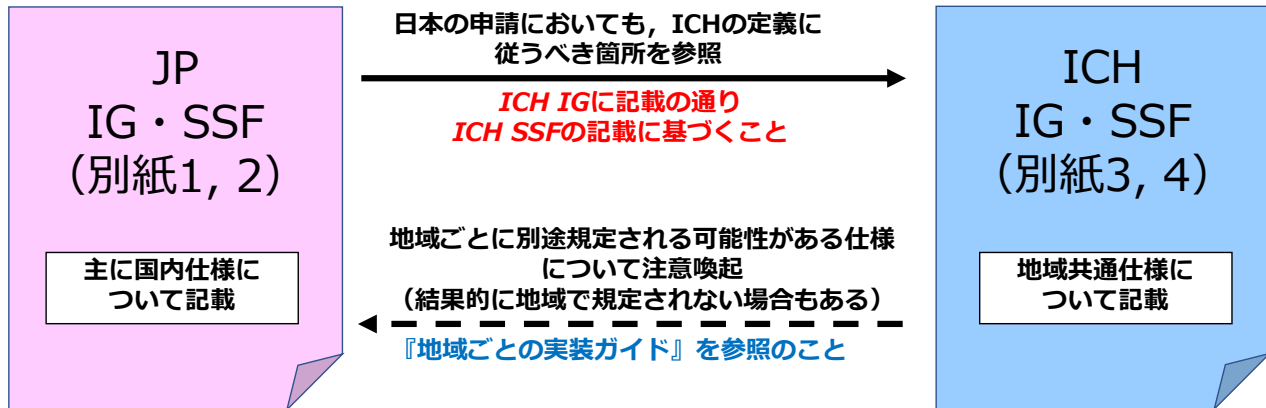 JP
IG・SSF
（別紙1, 2）
主に国内仕様に
ついて記載
日本の申請においても，ICHの定義に
従うべき箇所を参照
ICH IGに記載の通り
ICH SSFの記載に基づくこと
地域ごとに別途規定される可能性がある仕様
について注意喚起
（結果的に地域で規定されない場合もある）
『地域ごとの実装ガイド』を参照のこと
ICH
IG・SSF
（別紙3, 4）
地域共通仕様に
ついて記載